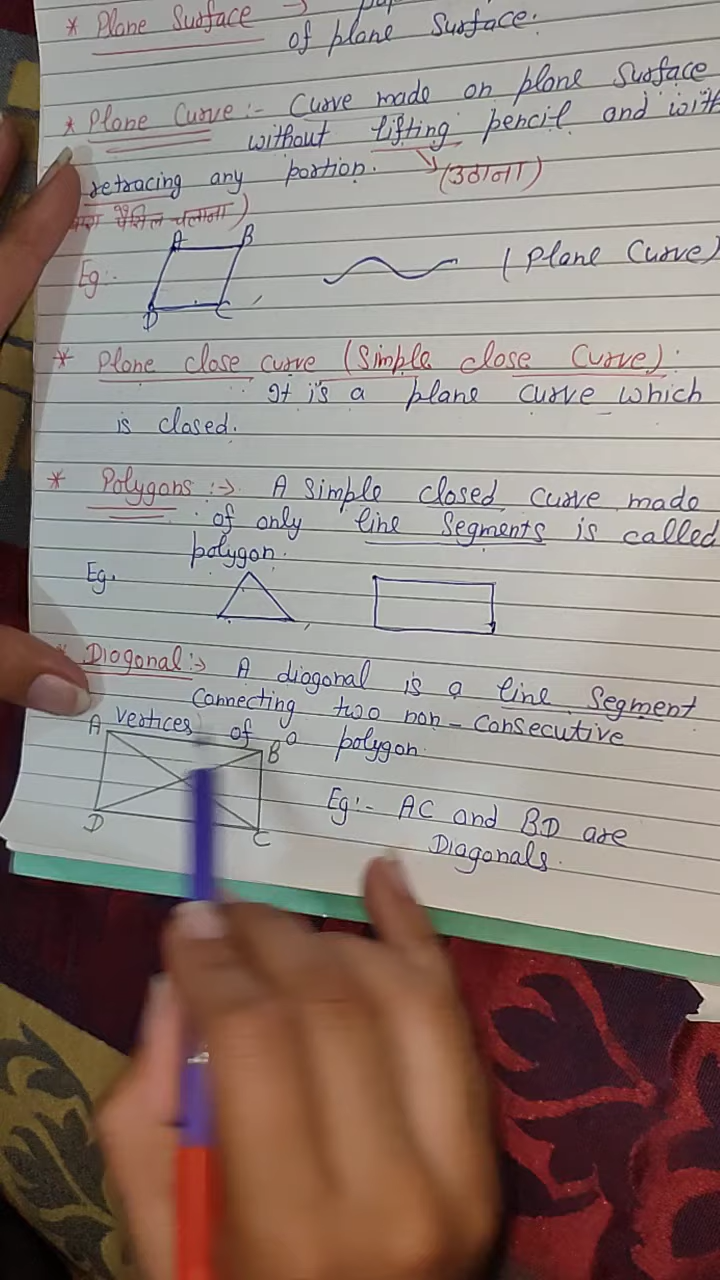 * Plane Surface →
of plane Surface.
* Plane Curve :- Curve made on plane Surface
without lifting pencil and with
retracing any portion. (उठाना)
पैंसिल चलाना)
A B
Eg:- (Plane Curve)
D C
* Plane close curve (Simple close Curve):
It is a plane curve which
is closed.
* Polygons :→ A simple closed curve made
of only line Segments is called
polygon.
Eg.
* Diogonal :→ A diagonal is a line Segment
Connecting two non-consecutive
vertices of a polygon.
A B
D C
Eg:- AC and BD are
Diagonals.